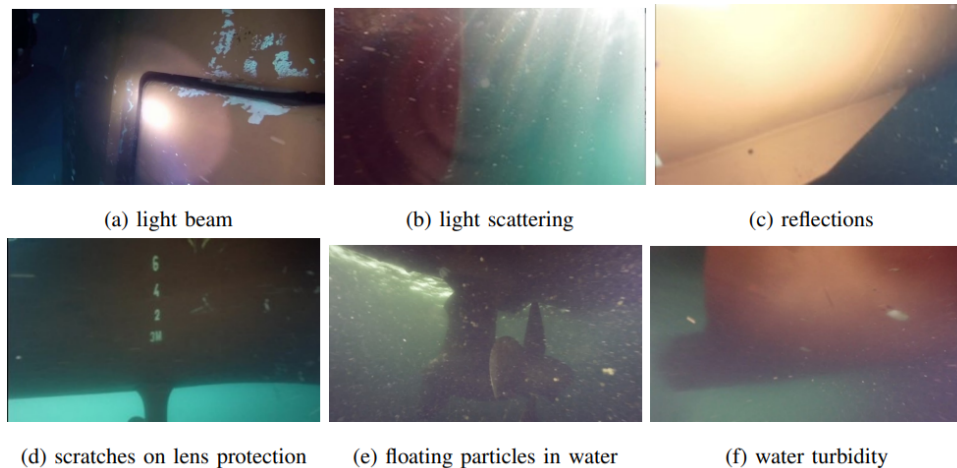 (a) light beam
(b) light scattering
(c) reflections
6
4
2
3M
(d) scratches on lens protection
(e) floating particles in water
(f) water turbidity